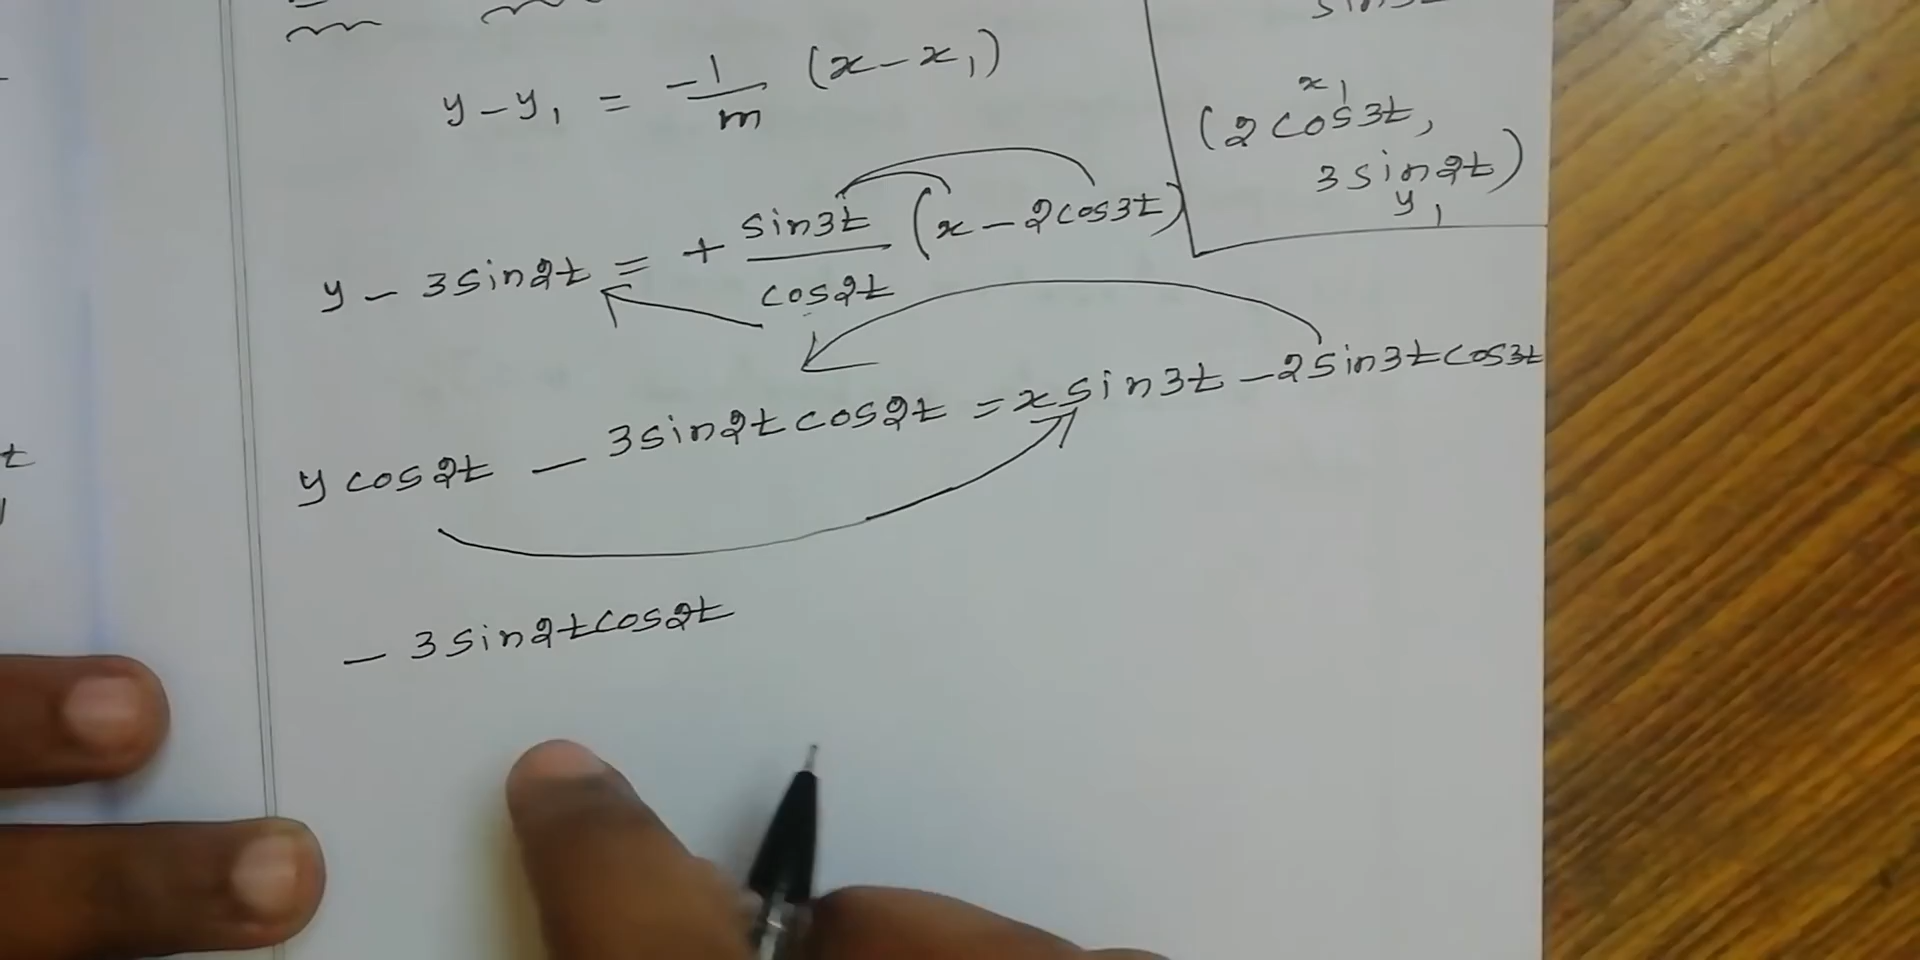 y - y₁ = -1/m (x - x₁)
x₁
(2cos3t,
3sin2t)
y₁
y - 3sin2t = + sin3t/cos2t (x - 2cos3t)
y cos2t - 3sin2t cos2t = x sin3t - 2sin3t cos3t
- 3sin2t cos2t
t